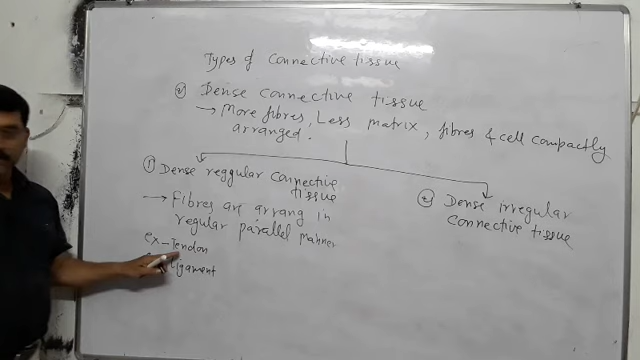 Types of connective tissue
② Dense connective tissue
→ More fibres, Less matrix, fibres & cell compactly
arranged.
① Dense reggular connective
tissue
→ Fibres are arrang in
regular parallel manner
ex - Tendon
Ligament
② Dense irregular
connective tissue